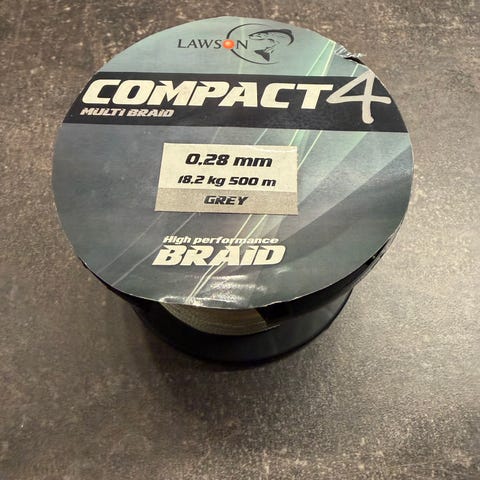 LAWSON
COMPACT4
MULTI BRAID
0,28 mm
18.2 kg 500 m
GREY
High performance
BRAID